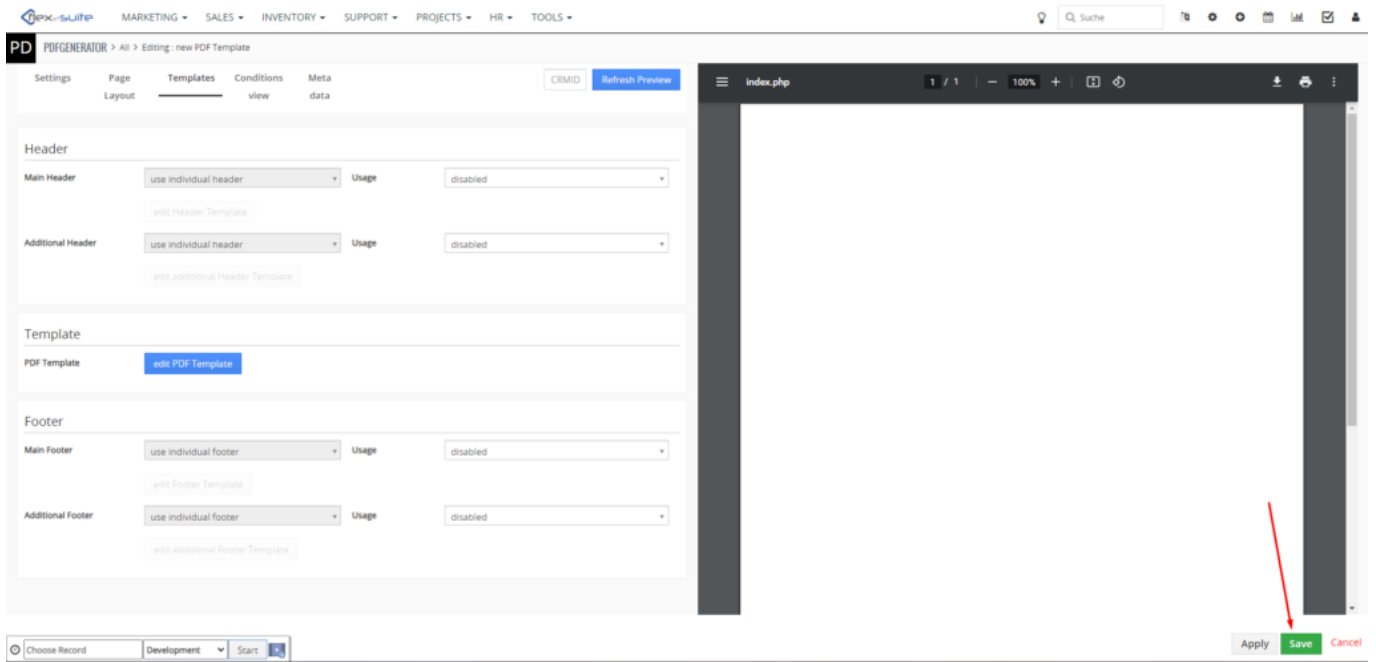 flex-suite MARKETING SALES INVENTORY SUPPORT PROJECTS HR TOOLS Suche
PD PDFGENERATOR > All > Editing : new PDF Template
Settings Page Layout Templates Conditions view Meta data CRMID Refresh Preview
index.php 1 / 1 | − 100% + |
Header
Main Header use individual header Usage disabled
edit Header Template
Additional Header use individual header Usage disabled
edit additional Header Template
Template
PDF Template edit PDF Template
Footer
Main Footer use individual footer Usage disabled
edit Footer Template
Additional Footer use individual footer Usage disabled
edit additional Footer Template
Apply Save Cancel
Choose Record Development Start